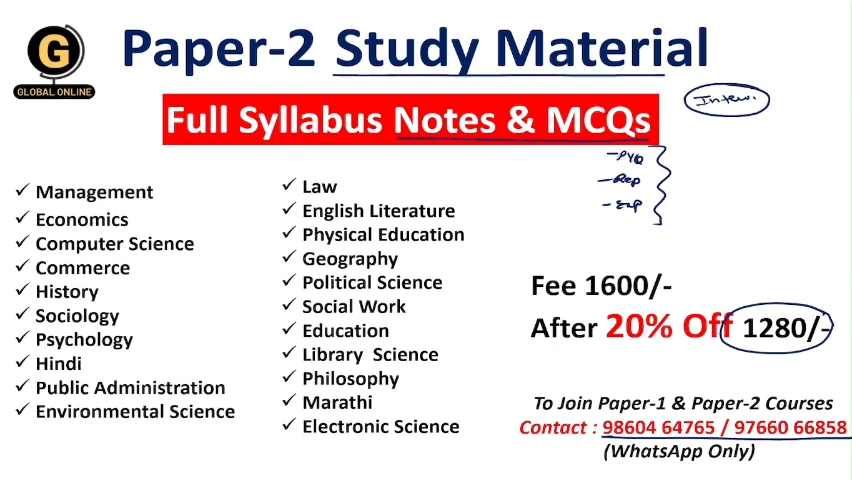 G
GLOBAL ONLINE
Paper-2 Study Material
Full Syllabus Notes & MCQs
- PYQ
- Rep
✓ Management
✓ Economics
✓ Computer Science
✓ Commerce
✓ History
✓ Sociology
✓ Psychology
✓ Hindi
✓ Public Administration
✓ Environmental Science
✓ Law
✓ English Literature
✓ Physical Education
✓ Geography
✓ Political Science
✓ Social Work
✓ Education
✓ Library Science
✓ Philosophy
✓ Marathi
✓ Electronic Science
Fee 1600/-
After 20% Off 1280/-
To Join Paper-1 & Paper-2 Courses
Contact : 98604 64765 / 97660 66858
(WhatsApp Only)